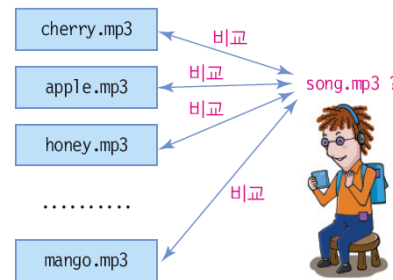 cherry.mp3
비교
apple.mp3
비교
song.mp3 ?
비교
honey.mp3
..........
비교
mango.mp3